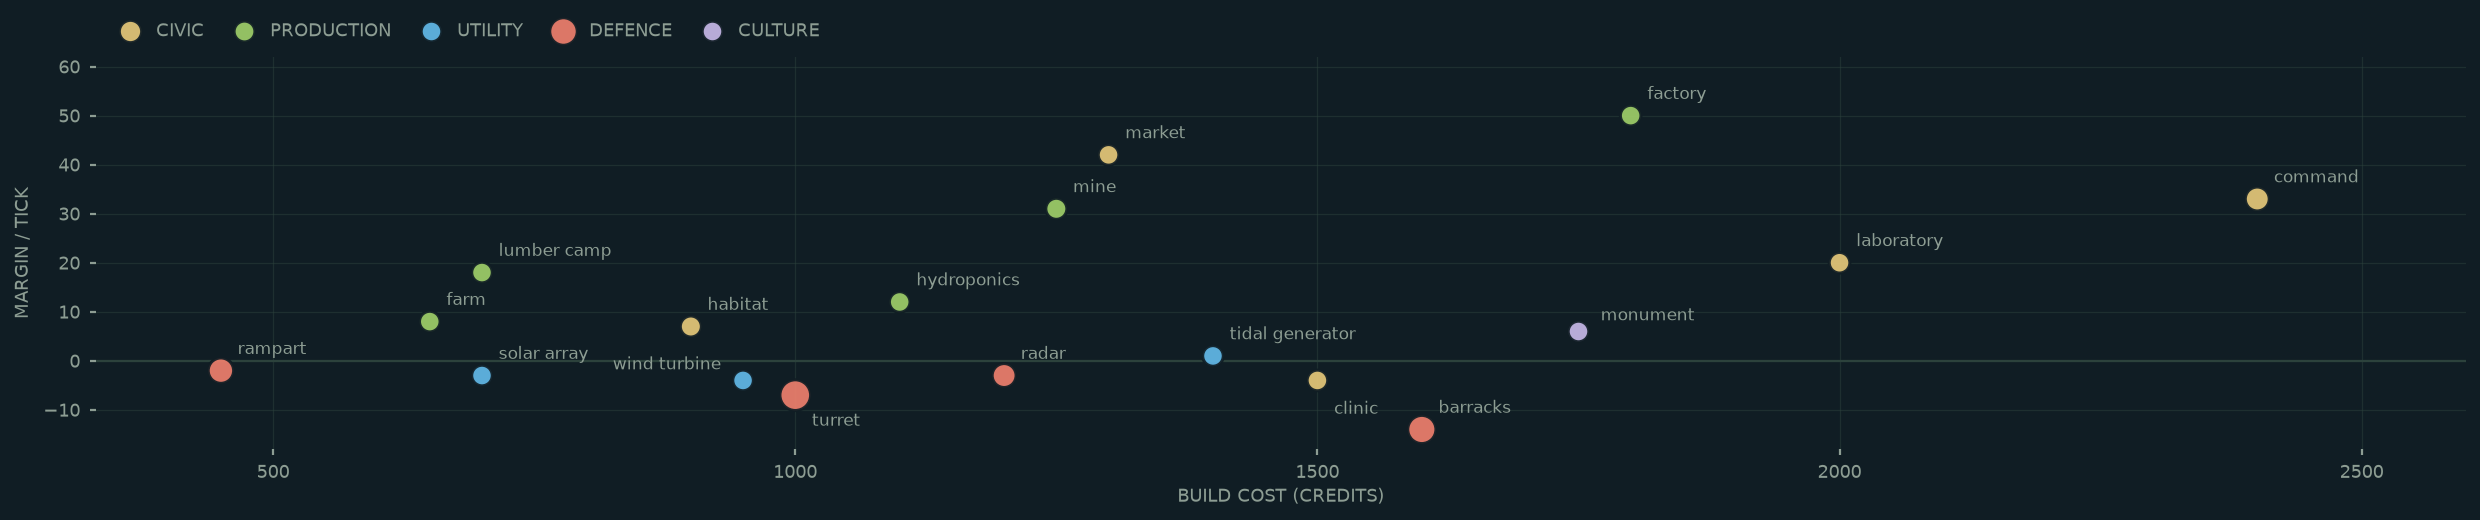 CIVIC PRODUCTION UTILITY DEFENCE CULTURE
60
50
40
30
20
10
0
−10
MARGIN / TICK
factory
market
mine
command
lumber camp
laboratory
hydroponics
farm
habitat
monument
tidal generator
rampart
solar array
wind turbine
radar
turret
clinic
barracks
500 1000 1500 2000 2500
BUILD COST (CREDITS)